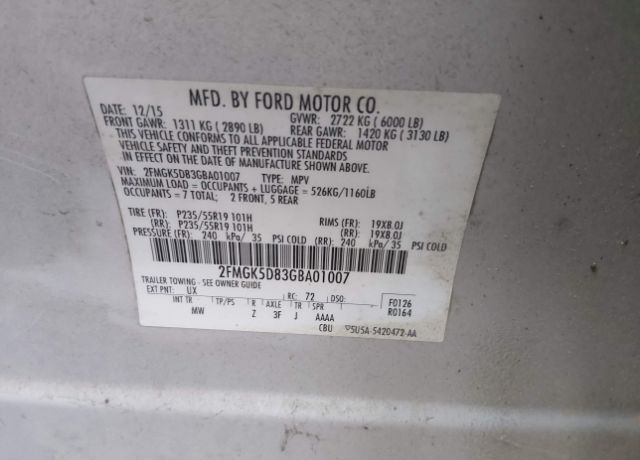 MFD. BY FORD MOTOR CO.
DATE: 12/15 GVWR: 2722 KG ( 6000 LB)
FRONT GAWR: 1311 KG ( 2890 LB) REAR GAWR: 1420 KG ( 3130 LB)
THIS VEHICLE CONFORMS TO ALL APPLICABLE FEDERAL MOTOR
VEHICLE SAFETY AND THEFT PREVENTION STANDARDS
IN EFFECT ON THE DATE OF MANUFACTURE SHOWN ABOVE.
VIN: 2FMGK5D83GBA01007 TYPE: MPV
MAXIMUM LOAD = OCCUPANTS + LUGGAGE = 526KG/1160LB
OCCUPANTS = 7 TOTAL; 2 FRONT, 5 REAR
TIRE (FR): P235/55R19 101H RIMS (FR): 19X8.0J
(RR): P235/55R19 101H (RR): 19X8.0J
PRESSURE (FR): 240 kPa/ 35 PSI COLD (RR): 240 kPa/ 35 PSI COLD
2FMGK5D83GBA01007
TRAILER TOWING - SEE OWNER GUIDE
EXT PNT: UX RC: 72 DSO: F0126
INT TR TP/PS R AXLE TR SPR R0164
MW Z 3F J AAAA
CBU 5U5A-5420472-AA